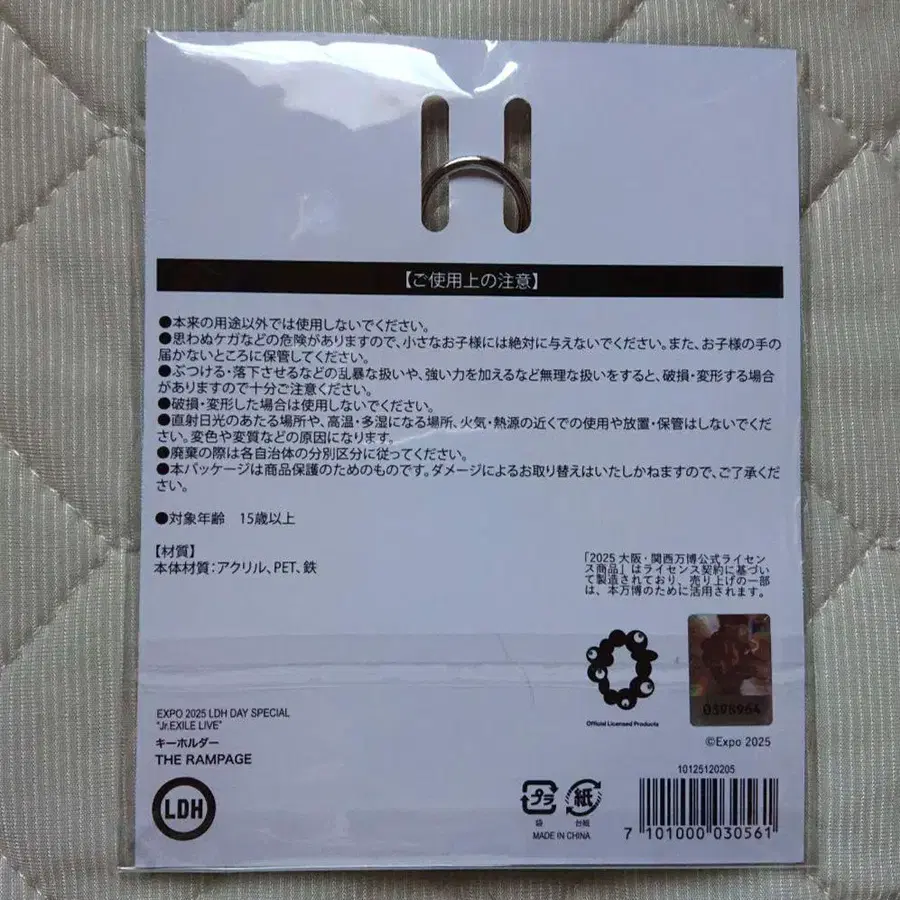 【ご使用上の注意】
●本来の用途以外では使用しないでください。
●思わぬケガなどの危険がありますので、小さなお子様には絶対に与えないでください。また、お子様の手の
届かないところに保管してください。
●ぶつける・落下させるなどの乱暴な扱いや、強い力を加えるなど無理な扱いをすると、破損・変形する場合
がありますので十分ご注意ください。
●破損・変形した場合は使用しないでください。
●直射日光のあたる場所や、高温・多湿になる場所、火気・熱源の近くでの使用や放置・保管はしないでくだ
さい。変色や変質などの原因になります。
●廃棄の際は各自治体の分別区分に従ってください。
●本パッケージは商品保護のためのものです。ダメージによるお取り替えはいたしかねますので、ご了承くだ
さい。
●対象年齢 15歳以上
【材質】
本体材質：アクリル、PET、鉄
「2025 大阪・関西万博公式ライセン
ス商品」はライセンス契約に基づい
て製造されており、売り上げの一部
は、本万博のために活用されます。
0398964
Official Licensed Products
©Expo 2025
EXPO 2025 LDH DAY SPECIAL
"Jr.EXILE LIVE"
キーホルダー
THE RAMPAGE
LDH
プラ
袋
紙
台紙
MADE IN CHINA
10125120205
7 101000 030561